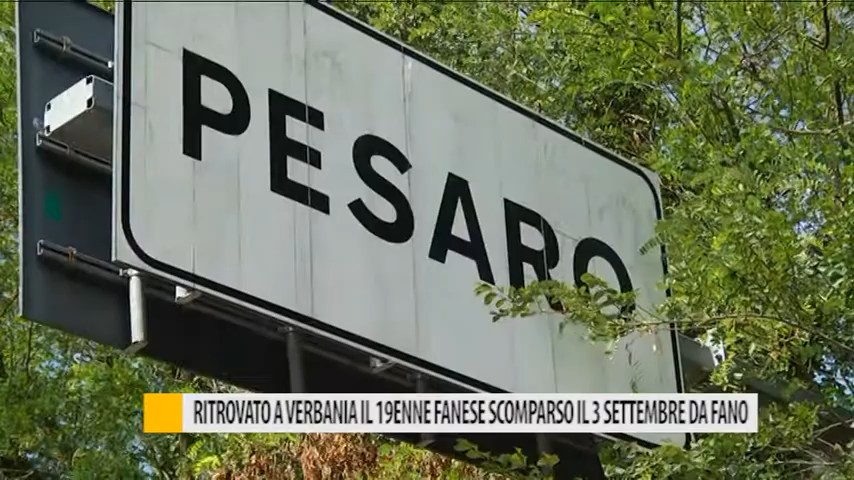 PESARO
RITROVATO A VERBANIA IL 19ENNE FANESE SCOMPARSO IL 3 SETTEMBRE DA FANO